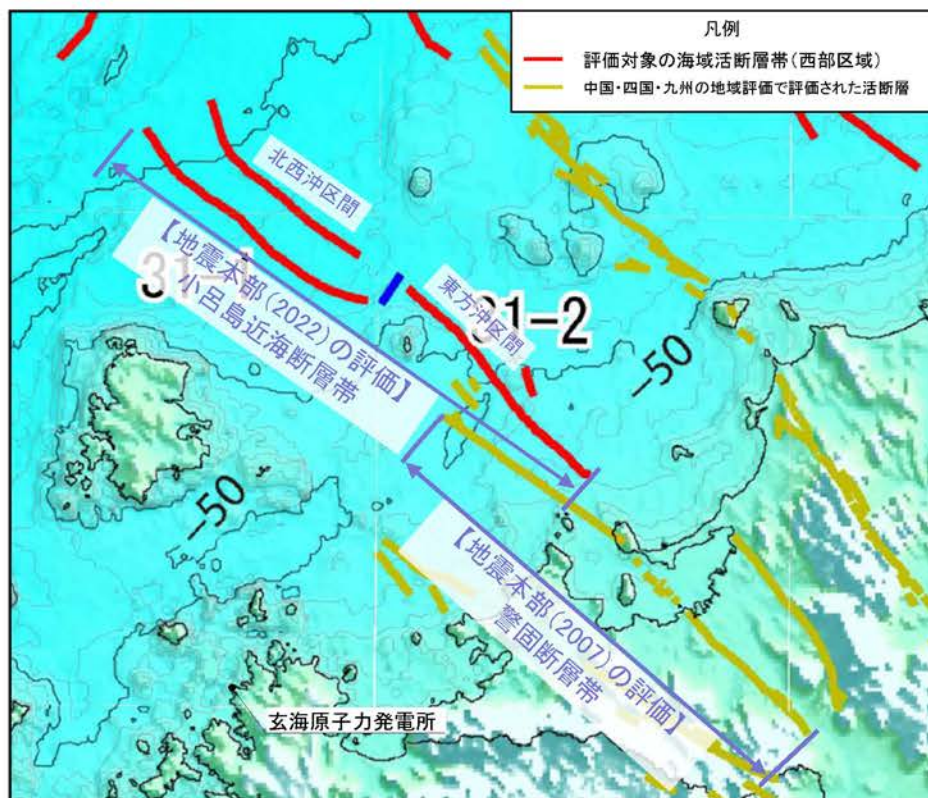 凡例
評価対象の海域活断層帯(西部区域)
中国・四国・九州の地域評価で評価された活断層
北西沖区間
【地震本部(2022)の評価】
小呂島近海断層帯
31-1
東方沖区間
31-2
-50
-50
【地震本部(2007)の評価】
警固断層帯
玄海原子力発電所